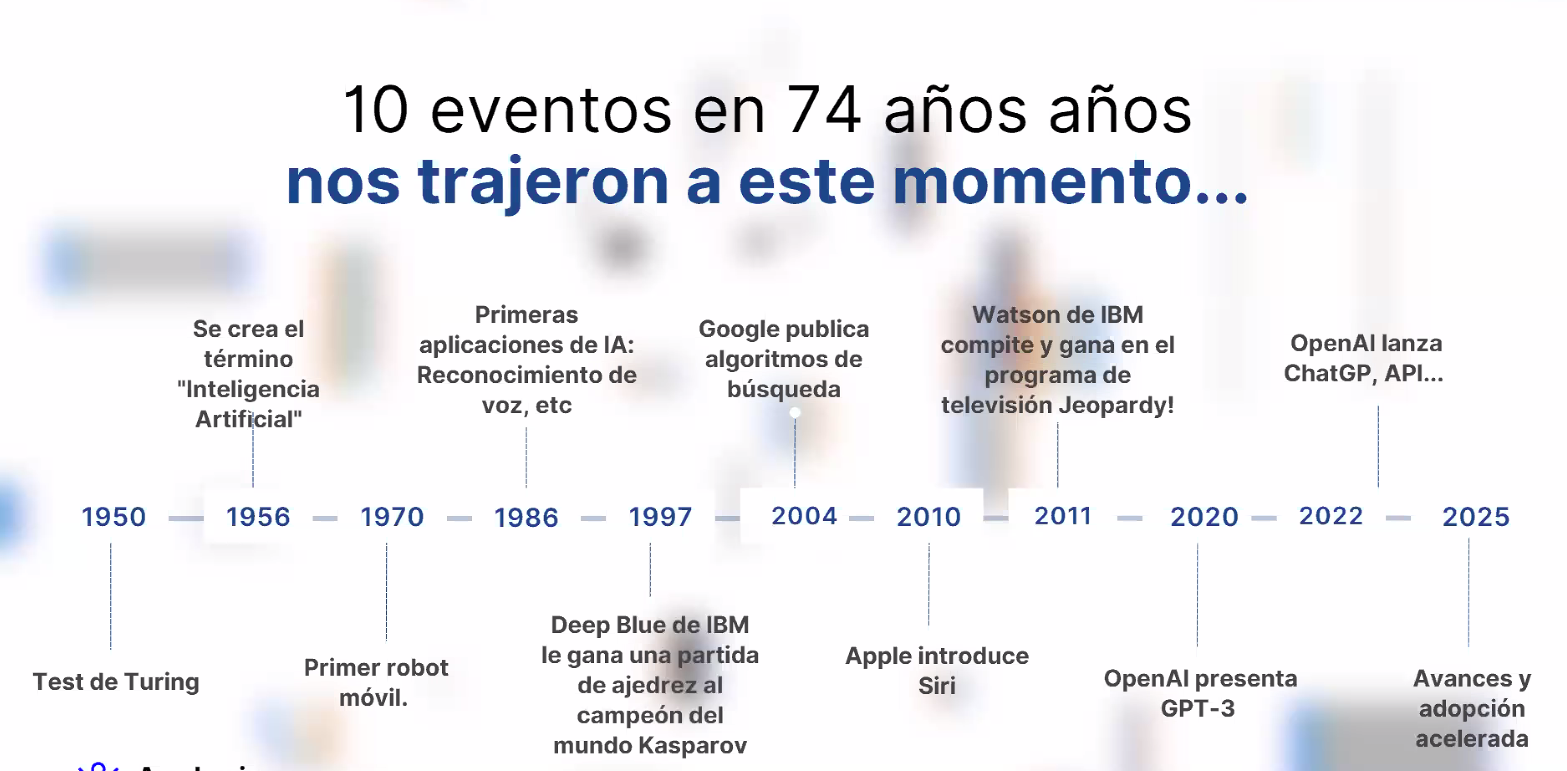 10 eventos en 74 años años
nos trajeron a este momento...
Se crea el
término
"Inteligencia
Artificial"
Primeras
aplicaciones de IA:
Reconocimiento de
voz, etc
Google publica
algoritmos de
búsqueda
Watson de IBM
compite y gana en el
programa de
televisión Jeopardy!
OpenAI lanza
ChatGP, API...
1950 1956 1970 1986 1997 2004 2010 2011 2020 2022 2025
Test de Turing
Primer robot
móvil.
Deep Blue de IBM
le gana una partida
de ajedrez al
campeón del
mundo Kasparov
Apple introduce
Siri
OpenAI presenta
GPT-3
Avances y
adopción
acelerada